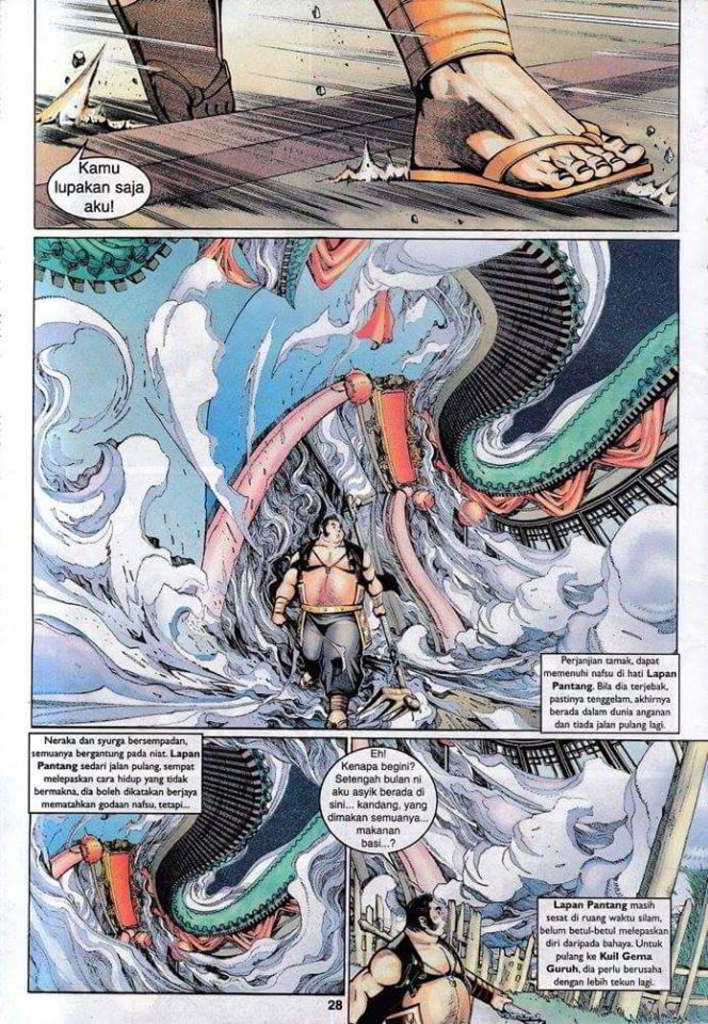 Kamu
lupakan saja
aku!
Perjanjian tamak, dapat
memenuhi nafsu di hati Lapan
Pantang. Bila dia terjebak,
pastinya tenggelam, akhirnya
berada dalam dunia anganan
dan tiada jalan pulang lagi.
Neraka dan syurga bersempadan,
semuanya bergantung pada niat. Lapan
Pantang sedari jalan pulang, sempat
melepaskan cara hidup yang tidak
bermakna, dia boleh dikatakan berjaya
mematahkan godaan nafsu, tetapi...
Eh!
Kenapa begini?
Setengah bulan ni
aku asyik berada di
sini... kandang, yang
dimakan semuanya...
makanan
basi...?
Lapan Pantang masih
sesat di ruang waktu silam,
belum betul-betul melepaskan
diri daripada bahaya. Untuk
pulang ke Kuil Gema
Guruh, dia perlu berusaha
dengan lebih tekun lagi.
28